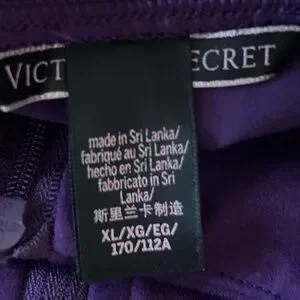 VICT ECRET
made in Sri Lanka/
fabriqué au Sri Lanka/
hecho en Sri Lanka/
fabbricato in Sri
Lanka/
斯里兰卡制造
XL/XG/EG/
170/112A